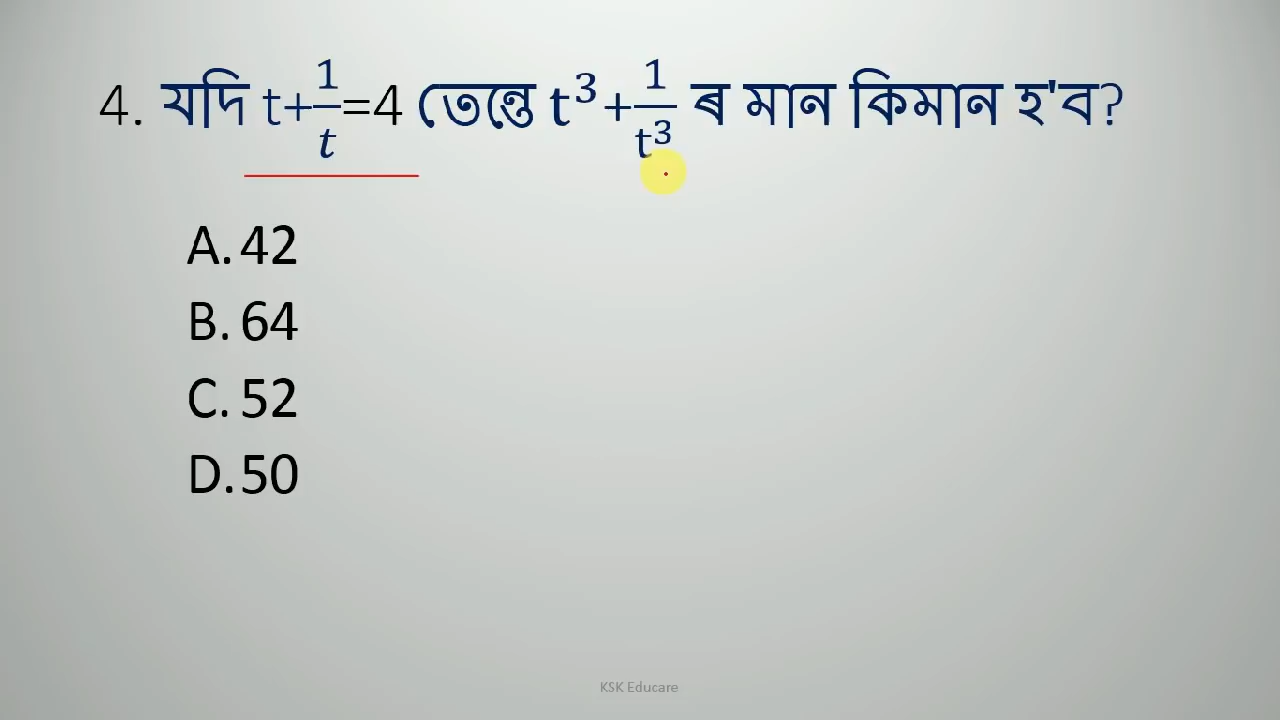 4. যদি t+1/t=4 তেন্তে t³+1/t³ ৰ মান কিমান হ'ব?
A. 42
B. 64
C. 52
D. 50
KSK Educare